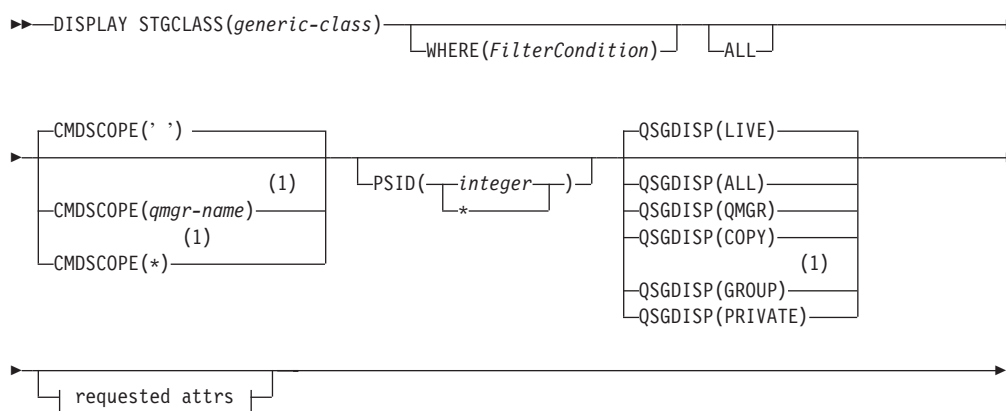 DISPLAY STGCLASS(generic-class)
WHERE(FilterCondition) ALL
CMDSCOPE(' ') QSGDISP(LIVE)
(1) PSID( integer ) QSGDISP(ALL)
CMDSCOPE(qmgr-name) * QSGDISP(QMGR)
(1) QSGDISP(COPY)
CMDSCOPE(*) (1)
QSGDISP(GROUP)
QSGDISP(PRIVATE)
requested attrs